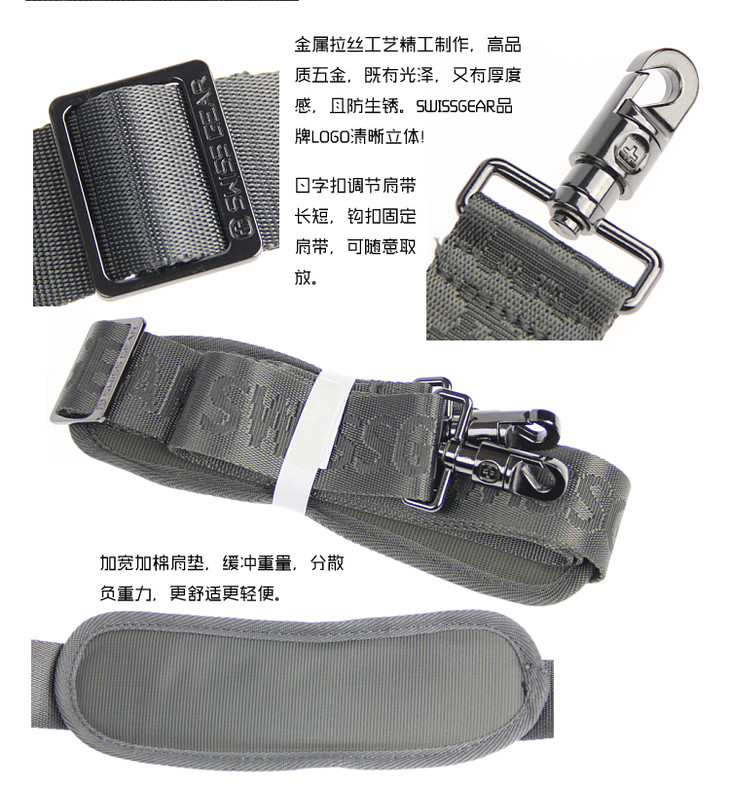 金属拉丝工艺精工制作，高品
质五金，既有光泽，又有厚度
感，且防生锈。SWISSGEAR品
牌LOGO清晰立体!
日字扣调节肩带
长短，钩扣固定
肩带，可随意取
放。
SWISS GEAR
加宽加棉肩垫，缓冲重量，分散
负重力，更舒适更轻便。